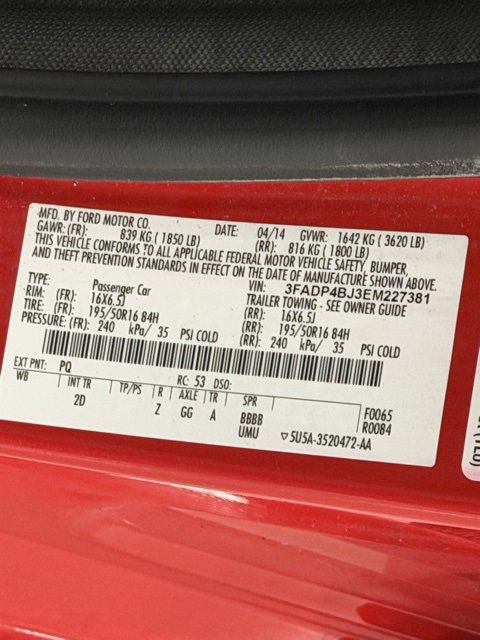 MFD. BY FORD MOTOR CO. DATE: 04/14 GVWR: 1642 KG ( 3620 LB)
GAWR: (FR): 839 KG ( 1850 LB) (RR): 816 KG ( 1800 LB)
THIS VEHICLE CONFORMS TO ALL APPLICABLE FEDERAL MOTOR VEHICLE SAFETY, BUMPER,
AND THEFT PREVENTION STANDARDS IN EFFECT ON THE DATE OF MANUFACTURE SHOWN ABOVE.
VIN: 3FADP4BJ3EM227381
TYPE: Passenger Car TRAILER TOWING - SEE OWNER GUIDE
RIM: (FR): 16X6.5J (RR): 16X6.5J
TIRE: (FR): 195/50R16 84H (RR): 195/50R16 84H
PRESSURE: (FR): 240 kPa/ 35 PSI COLD (RR): 240 kPa/ 35 PSI COLD
EXT PNT: PQ RC: 53 DSO:
WB INT TR TP/PS R AXLE TR SPR F0065
2D Z GG A BBBB R0084
UMU ▽5U5A-3520472-AA